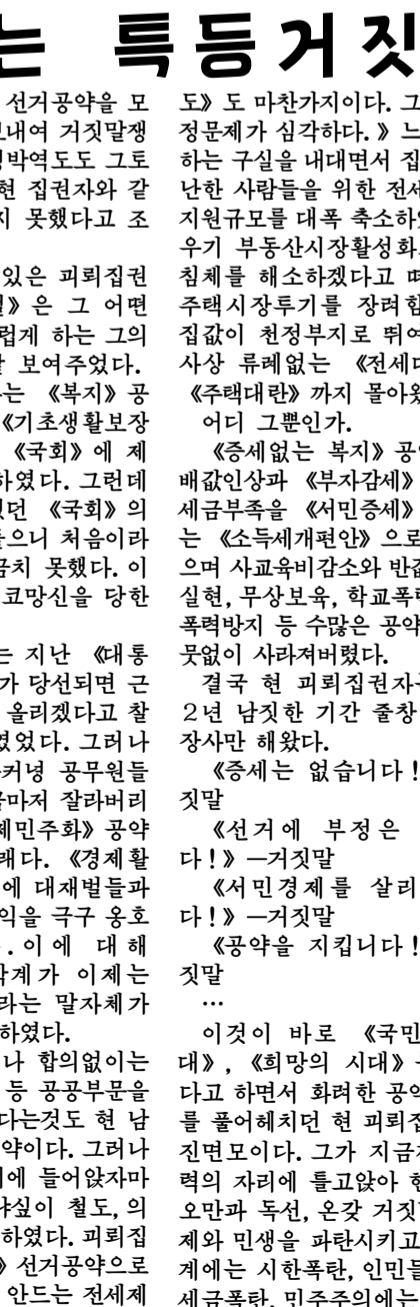 는 특등거짓
선거공약을 모
보내여 거짓말쟁
협박역도도 그토
현 집권자와 같
지 못했다고 조
있은 피뢰집권
》은 그 어떤
럽게 하는 그의
보여주었다.
는 《복지》공
《기초생활보장
《국회》에 제
하였다. 그런데
던 《국회》의
으니 처음이라
금치 못했다. 이
코망신을 당한
는 지난 《대통
가 당선되면 근
올리겠다고 찰
였었다. 그러나
커녕 공무원들
마저 잘라버리
제민주화》공약
래다. 《경제활
에 대재벌들과
익을 극구 옹호
. 이에 대해
학계가 이제는
라는 말자체가
하였다.
나 합의없이는
등 공공부문을
다는것도 현 남
약이다. 그러나
에 들어앉자마
싶이 철도, 의
하였다. 피뢰집
》선거공약으로
안드는 전세제
도》도 마찬가지이다. 그
정문제가 심각하다.》느
하는 구실을 내대면서 집
난한 사람들을 위한 전세
지원규모를 대폭 축소하
우기 부동산시장활성화
침체를 해소하겠다고 떠
주택시장투기를 장려함
집값이 천정부지로 뛰여
사상 류례없는 《전세대
《주택대란》까지 몰아왔
어디 그뿐인가.
《증세없는 복지》공약
배값인상과 《부자감세》
세금부족을 《서민증세》
는 《소득세개편안》으로
으며 사교육비감소와 반값
실현, 무상보육, 학교폭력
폭력방지 등 수많은 공약
뭇없이 사라져버렸다.
결국 현 피뢰집권자
2년 남짓한 기간 줄창
장사만 해왔다.
《증세는 없습니다!
짓말
《선거에 부정은
다!》―거짓말
《서민경제를 살리
다!》―거짓말
《공약을 지킵니다!
짓말
…
이것이 바로 《국민
대》, 《희망의 시대》
다고 하면서 화려한 공약
를 풀어헤치던 현 피뢰집
진면모이다. 그가 지금
력의 자리에 틀고앉아 현
오만과 독선, 온갖 거짓
제와 민생을 파탄시키고
계에는 시한폭탄, 인민들
세금폭탄, 민주주의에는